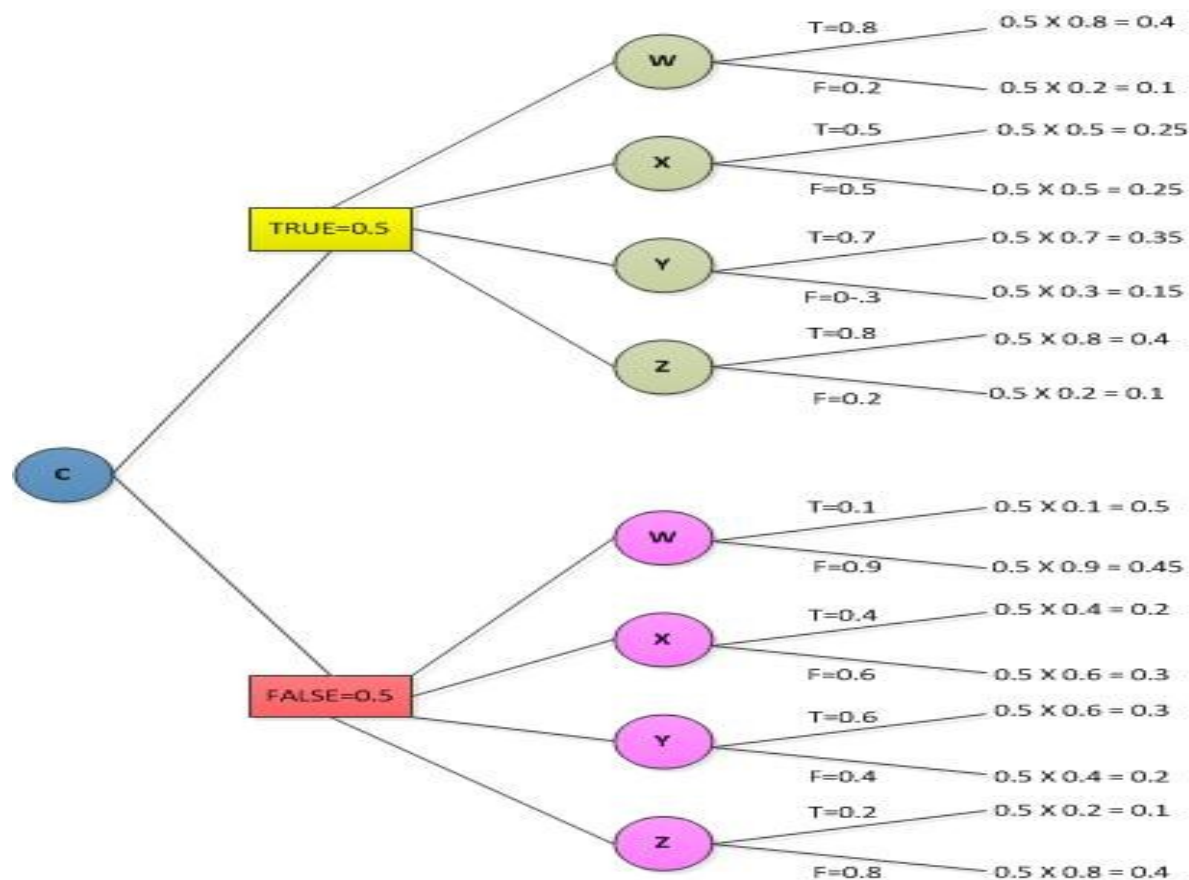 T=0.8
0.5 X 0.8 = 0.4
W
F=0.2
0.5 X 0.2 = 0.1
T=0.5
0.5 X 0.5 = 0.25
X
F=0.5
0.5 X 0.5 = 0.25
TRUE=0.5
T=0.7
0.5 X 0.7 = 0.35
Y
F=0-.3
0.5 X 0.3 = 0.15
T=0.8
0.5 X 0.8 = 0.4
Z
F=0.2
0.5 X 0.2 = 0.1
C
T=0.1
0.5 X 0.1 = 0.5
W
F=0.9
0.5 X 0.9 = 0.45
T=0.4
0.5 X 0.4 = 0.2
X
F=0.6
0.5 X 0.6 = 0.3
FALSE=0.5
T=0.6
0.5 X 0.6 = 0.3
Y
F=0.4
0.5 X 0.4 = 0.2
T=0.2
0.5 X 0.2 = 0.1
Z
F=0.8
0.5 X 0.8 = 0.4